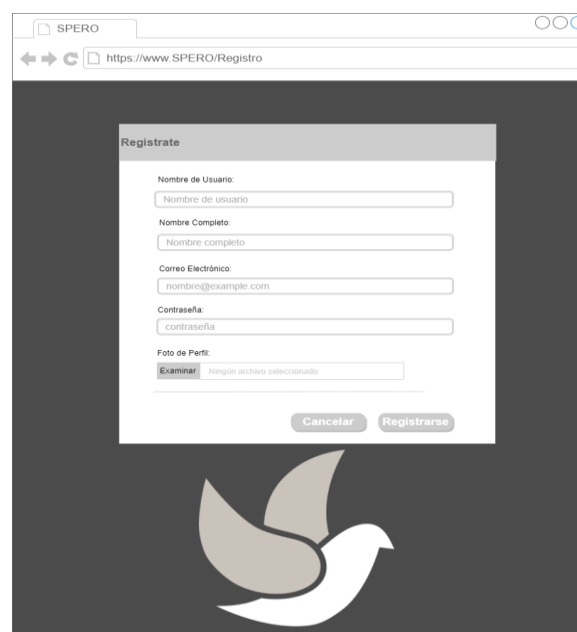 SPERO
https://www.SPERO/Registro
Registrate
Nombre de Usuario:
Nombre de usuario
Nombre Completo:
Nombre completo
Correo Electrónico:
nombre@example.com
Contraseña:
contraseña
Foto de Perfil:
Examinar Ningún archivo seleccionado
Cancelar Registrarse